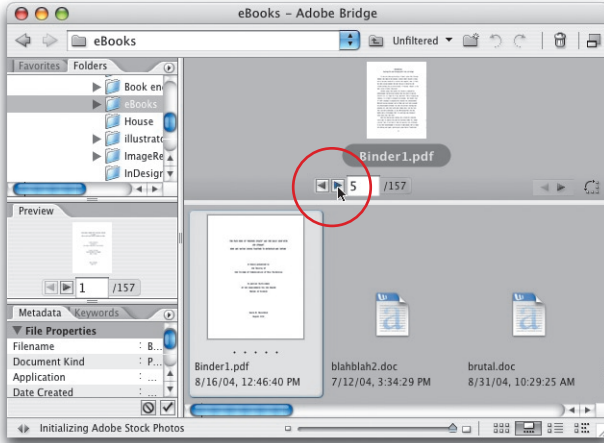 eBooks – Adobe Bridge
eBooks
Unfiltered
Favorites Folders
Book en
eBooks
House
illustrato
ImageRe
InDesign
Binder1.pdf
5 /157
Preview
1 /157
Metadata Keywords
File Properties
Filename : B...
Document Kind : P...
Application : ...
Date Created
Binder1.pdf
8/16/04, 12:46:40 PM
blahblah2.doc
7/12/04, 3:34:29 PM
brutal.doc
8/31/04, 10:29:25 AM
Initializing Adobe Stock Photos